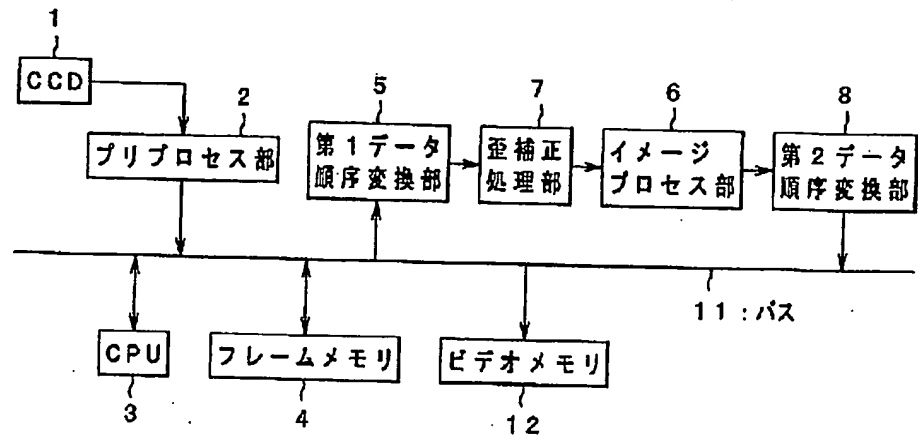 1
CCD
2
プリプロセス部
5
第1データ
順序変換部
7
歪補正
処理部
6
イメージ
プロセス部
8
第2データ
順序変換部
11：バス
CPU
3
フレームメモリ
4
ビデオメモリ
12